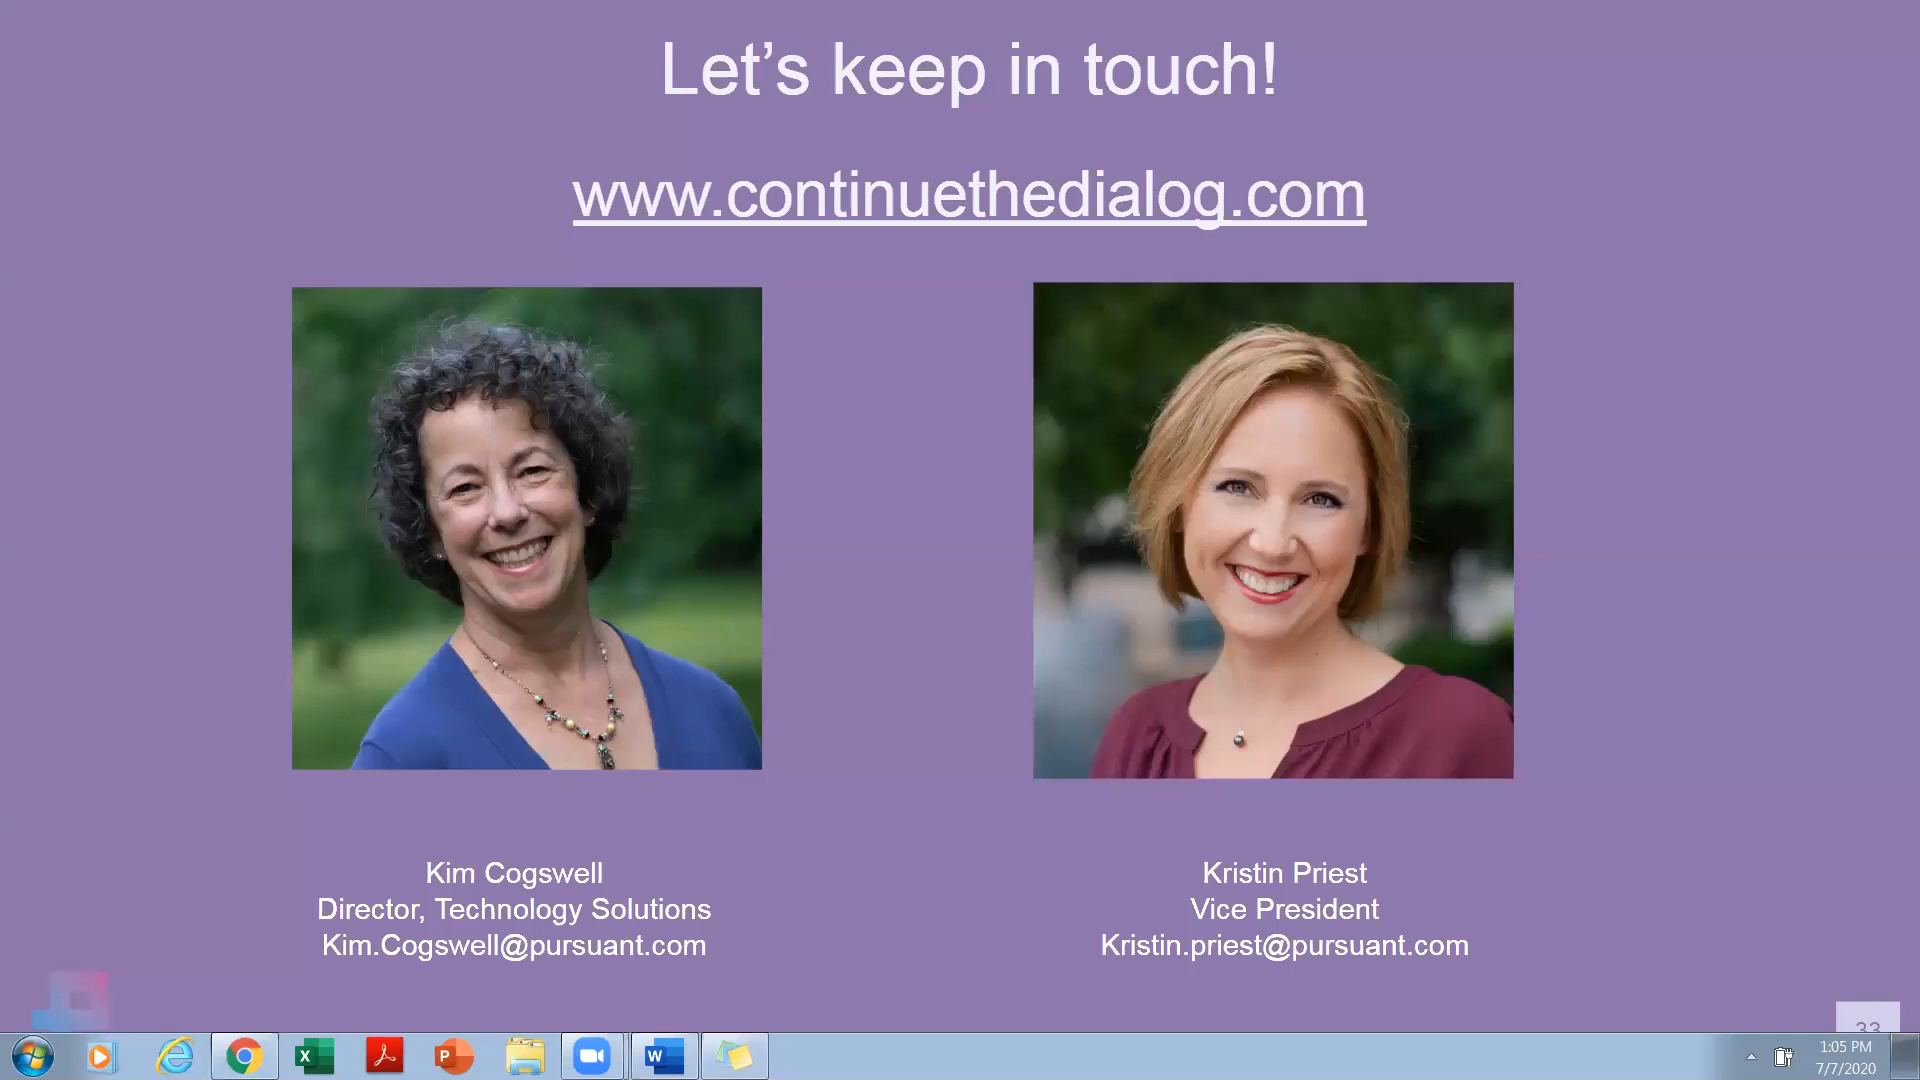 Let's keep in touch!
www.continuethedialog.com
Kim Cogswell
Director, Technology Solutions
Kim.Cogswell@pursuant.com
Kristin Priest
Vice President
Kristin.priest@pursuant.com
33
1:05 PM
7/7/2020